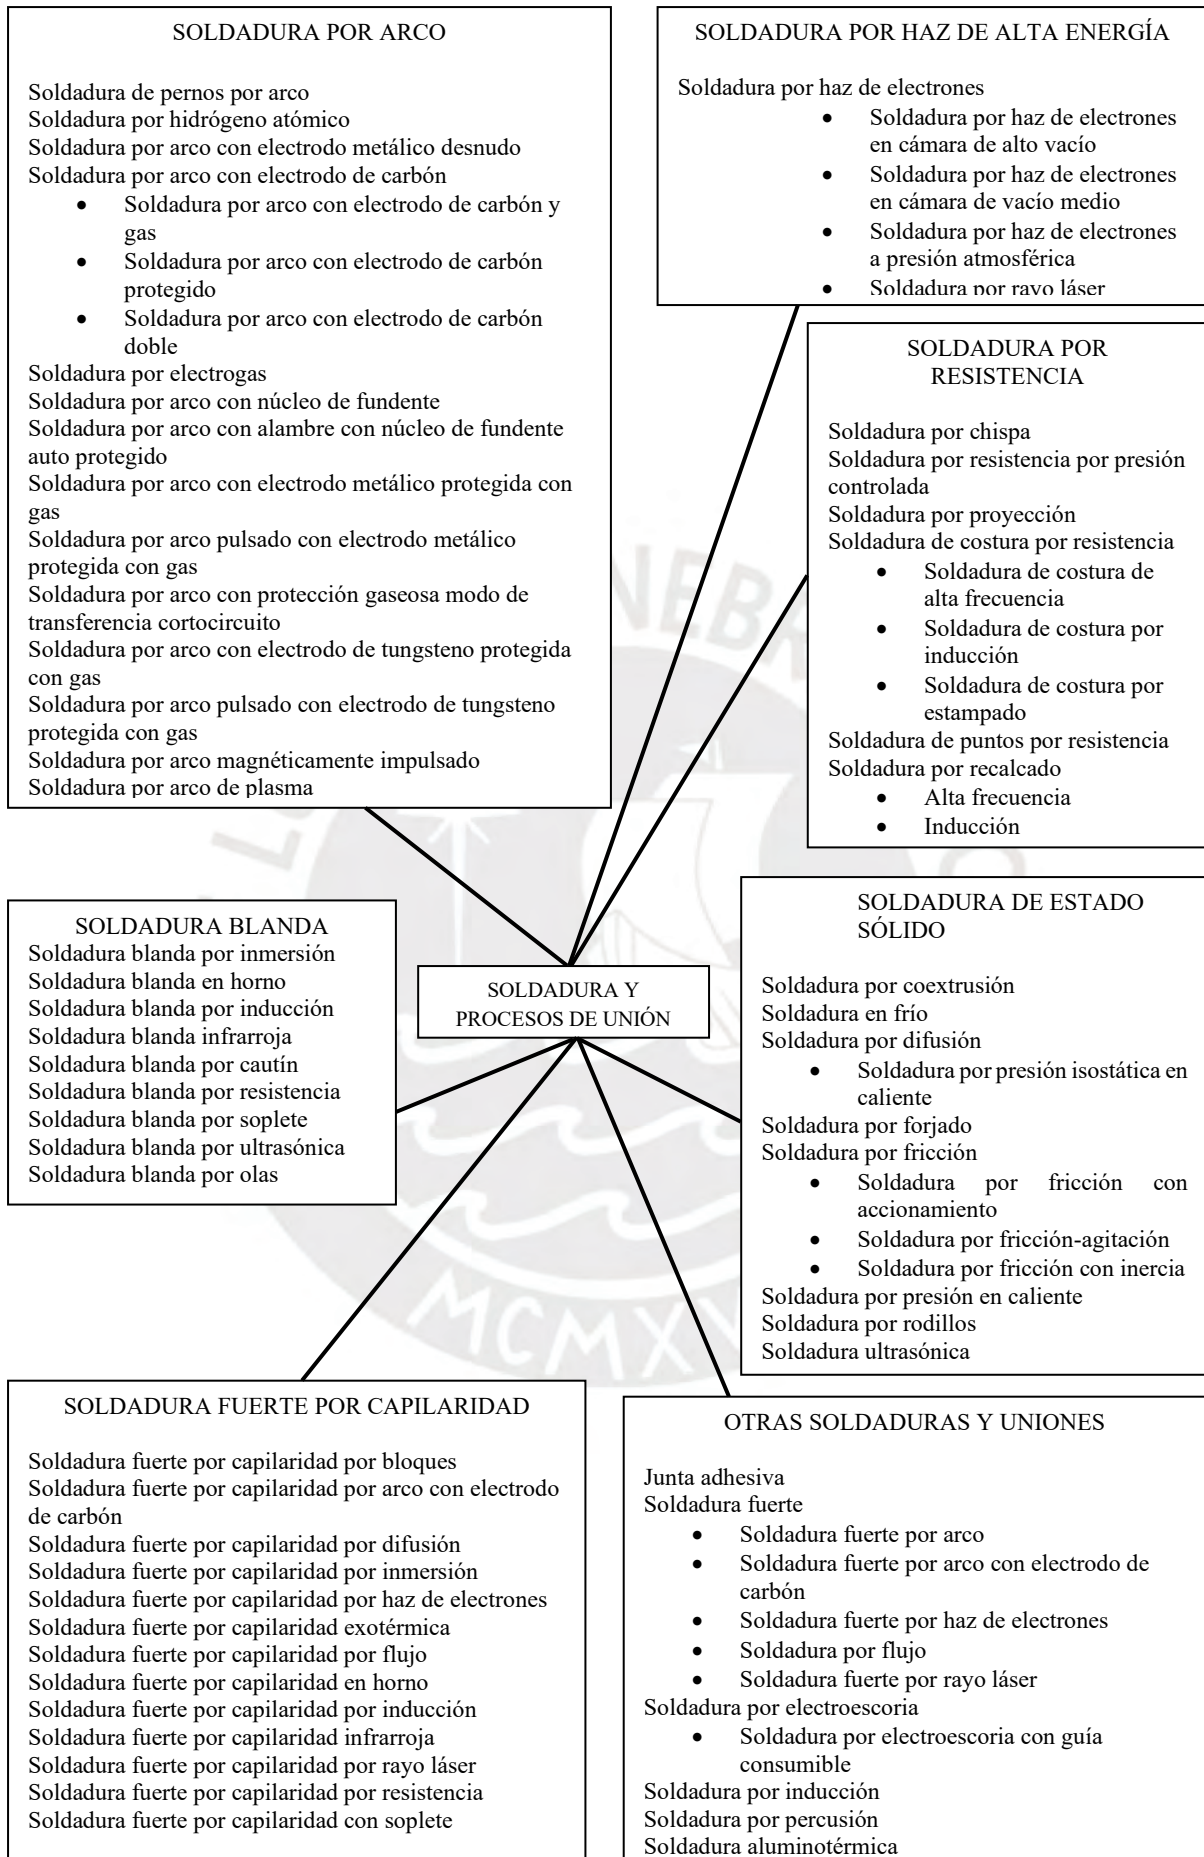 SOLDADURA POR ARCO
Soldadura de pernos por arco
Soldadura por hidrógeno atómico
Soldadura por arco con electrodo metálico desnudo
Soldadura por arco con electrodo de carbón
• Soldadura por arco con electrodo de carbón y
gas
• Soldadura por arco con electrodo de carbón
protegido
• Soldadura por arco con electrodo de carbón
doble
Soldadura por electrogas
Soldadura por arco con núcleo de fundente
Soldadura por arco con alambre con núcleo de fundente
auto protegido
Soldadura por arco con electrodo metálico protegida con
gas
Soldadura por arco pulsado con electrodo metálico
protegida con gas
Soldadura por arco con protección gaseosa modo de
transferencia cortocircuito
Soldadura por arco con electrodo de tungsteno protegida
con gas
Soldadura por arco pulsado con electrodo de tungsteno
protegida con gas
Soldadura por arco magnéticamente impulsado
Soldadura por arco de plasma
SOLDADURA POR HAZ DE ALTA ENERGÍA
Soldadura por haz de electrones
• Soldadura por haz de electrones
en cámara de alto vacío
• Soldadura por haz de electrones
en cámara de vacío medio
• Soldadura por haz de electrones
a presión atmosférica
• Soldadura por rayo láser
SOLDADURA POR
RESISTENCIA
Soldadura por chispa
Soldadura por resistencia por presión
controlada
Soldadura por proyección
Soldadura de costura por resistencia
• Soldadura de costura de
alta frecuencia
• Soldadura de costura por
inducción
• Soldadura de costura por
estampado
Soldadura de puntos por resistencia
Soldadura por recalcado
• Alta frecuencia
• Inducción
SOLDADURA BLANDA
Soldadura blanda por inmersión
Soldadura blanda en horno
Soldadura blanda por inducción
Soldadura blanda infrarroja
Soldadura blanda por cautín
Soldadura blanda por resistencia
Soldadura blanda por soplete
Soldadura blanda por ultrasónica
Soldadura blanda por olas
SOLDADURA Y
PROCESOS DE UNIÓN
SOLDADURA DE ESTADO
SÓLIDO
Soldadura por coextrusión
Soldadura en frío
Soldadura por difusión
• Soldadura por presión isostática en
caliente
Soldadura por forjado
Soldadura por fricción
• Soldadura por fricción con
accionamiento
• Soldadura por fricción-agitación
• Soldadura por fricción con inercia
Soldadura por presión en caliente
Soldadura por rodillos
Soldadura ultrasónica
SOLDADURA FUERTE POR CAPILARIDAD
Soldadura fuerte por capilaridad por bloques
Soldadura fuerte por capilaridad por arco con electrodo
de carbón
Soldadura fuerte por capilaridad por difusión
Soldadura fuerte por capilaridad por inmersión
Soldadura fuerte por capilaridad por haz de electrones
Soldadura fuerte por capilaridad exotérmica
Soldadura fuerte por capilaridad por flujo
Soldadura fuerte por capilaridad en horno
Soldadura fuerte por capilaridad por inducción
Soldadura fuerte por capilaridad infrarroja
Soldadura fuerte por capilaridad por rayo láser
Soldadura fuerte por capilaridad por resistencia
Soldadura fuerte por capilaridad con soplete
OTRAS SOLDADURAS Y UNIONES
Junta adhesiva
Soldadura fuerte
• Soldadura fuerte por arco
• Soldadura fuerte por arco con electrodo de
carbón
• Soldadura fuerte por haz de electrones
• Soldadura por flujo
• Soldadura fuerte por rayo láser
Soldadura por electroescoria
• Soldadura por electroescoria con guía
consumible
Soldadura por inducción
Soldadura por percusión
Soldadura aluminotérmica